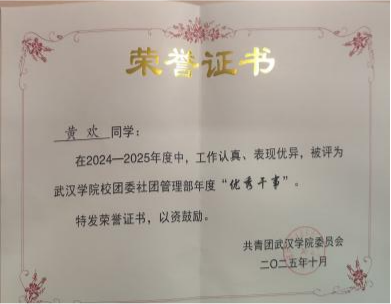 荣誉证书
黄欢 同学：
在2024—2025年度中，工作认真、表现优异，被评为
武汉学院校团委社团管理部年度“优秀干事”。
特发荣誉证书，以资鼓励。
共青团武汉学院委员会
二〇二五年十月